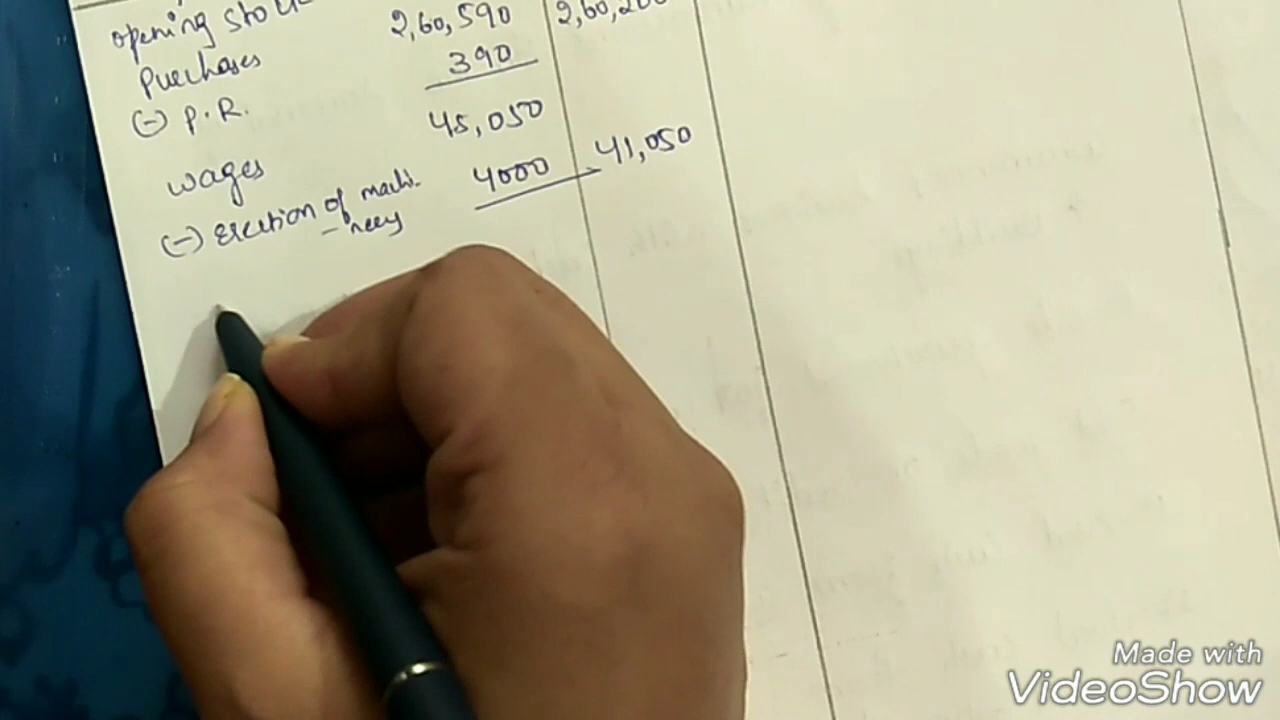 opening stock
Purchases 2,60,590 2,60,200
(-) P.R. 390
wages 45,050
(-) Erection of machi- 4000 41,050
- nery
Made with
VideoShow